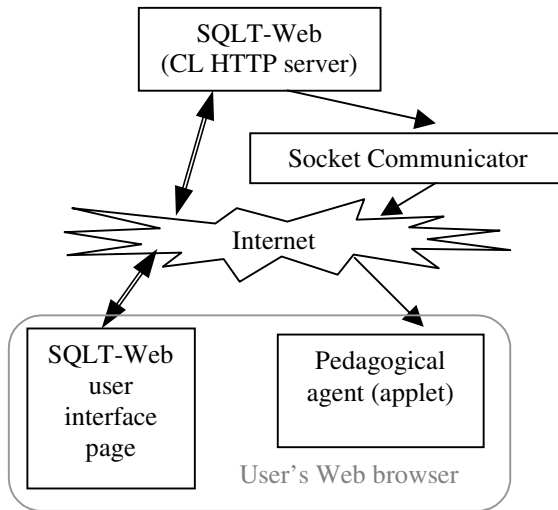 SQLT-Web
(CL HTTP server)
Socket Communicator
Internet
SQLT-Web
user
interface
page
Pedagogical
agent (applet)
User's Web browser